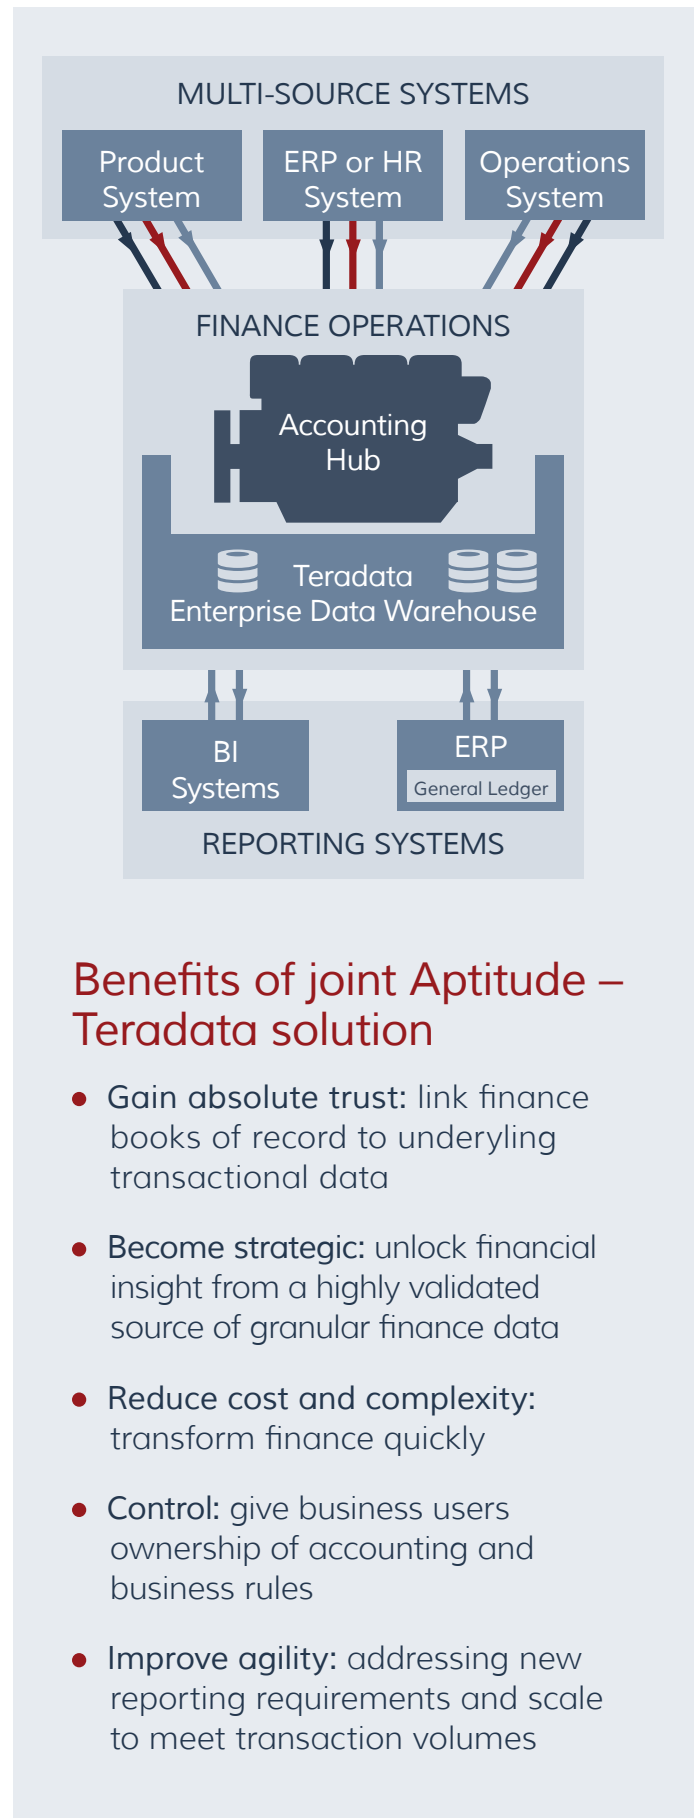 MULTI-SOURCE SYSTEMS
Product
System
ERP or HR
System
Operations
System
FINANCE OPERATIONS
Accounting
Hub
Teradata
Enterprise Data Warehouse
BI
Systems
ERP
General Ledger
REPORTING SYSTEMS
Benefits of joint Aptitude –
Teradata solution
• Gain absolute trust: link finance
books of record to underyling
transactional data
• Become strategic: unlock financial
insight from a highly validated
source of granular finance data
• Reduce cost and complexity:
transform finance quickly
• Control: give business users
ownership of accounting and
business rules
• Improve agility: addressing new
reporting requirements and scale
to meet transaction volumes